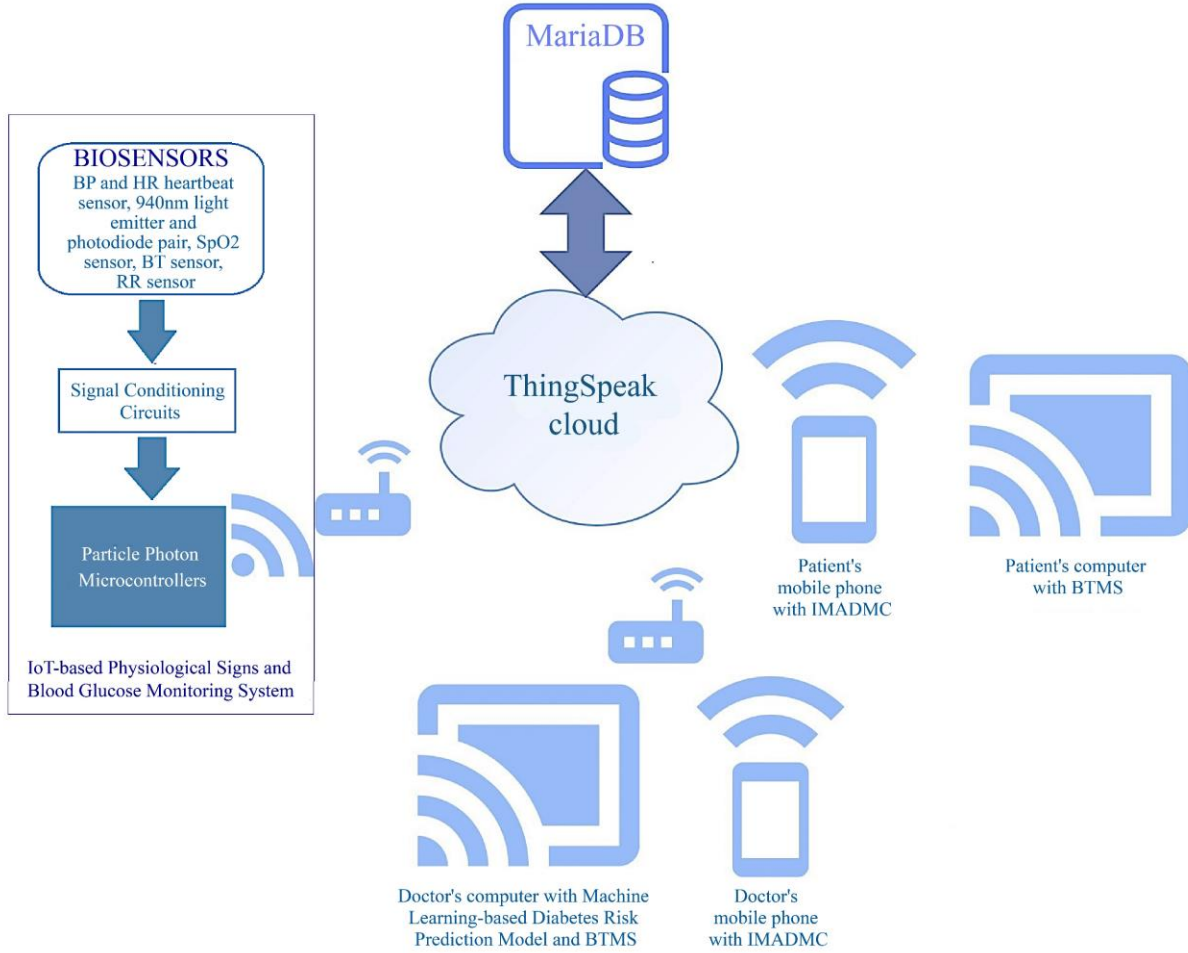 MariaDB
BIOSENSORS
BP and HR heartbeat
sensor, 940nm light
emitter and
photodiode pair, SpO2
sensor, BT sensor,
RR sensor
Signal Conditioning
Circuits
Particle Photon
Microcontrollers
IoT-based Physiological Signs and
Blood Glucose Monitoring System
ThingSpeak
cloud
Patient's
mobile phone
with IMADMC
Patient's computer
with BTMS
Doctor's computer with Machine
Learning-based Diabetes Risk
Prediction Model and BTMS
Doctor's
mobile phone
with IMADMC